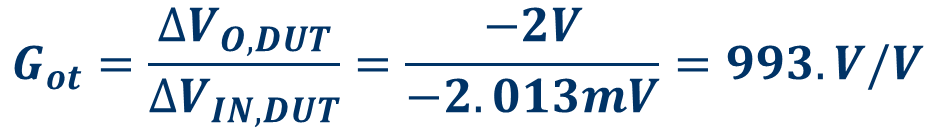 G_ot = ΔV_O,DUT / ΔV_IN,DUT = −2V / −2.013mV = 993.V/V